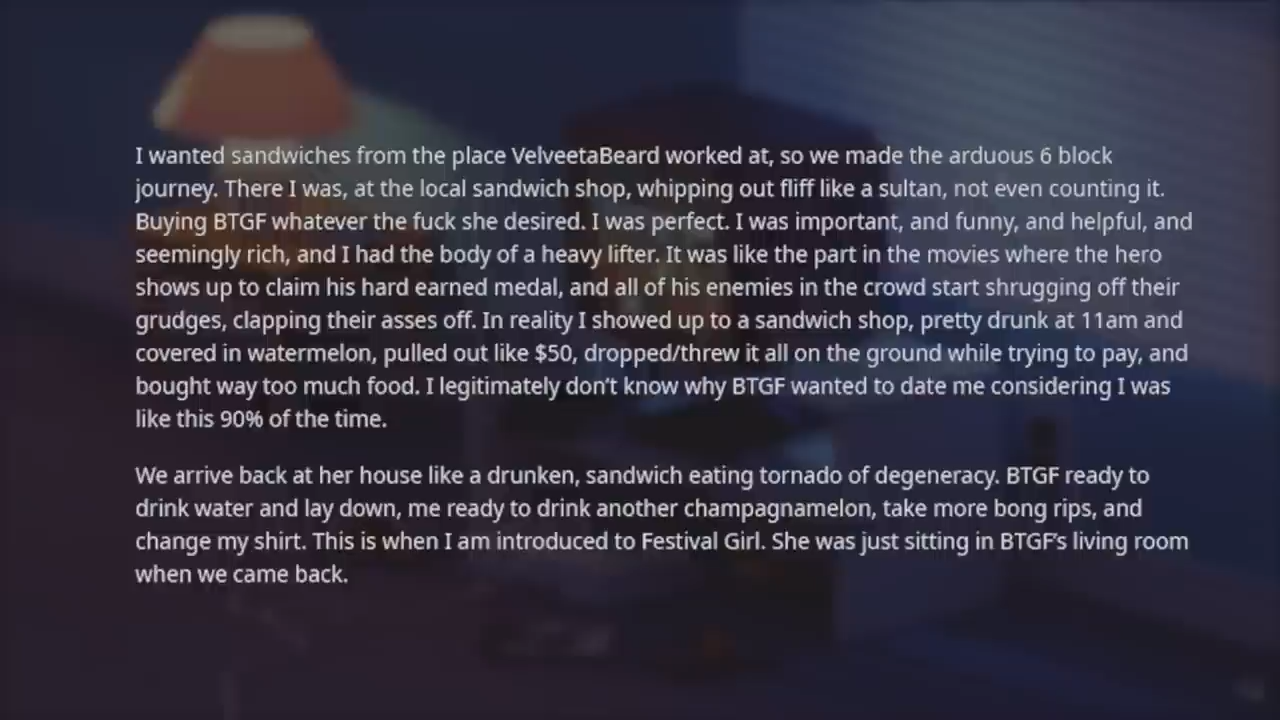 I wanted sandwiches from the place VelveetaBeard worked at, so we made the arduous 6 block
journey. There I was, at the local sandwich shop, whipping out fliff like a sultan, not even counting it.
Buying BTGF whatever the fuck she desired. I was perfect. I was important, and funny, and helpful, and
seemingly rich, and I had the body of a heavy lifter. It was like the part in the movies where the hero
shows up to claim his hard earned medal, and all of his enemies in the crowd start shrugging off their
grudges, clapping their asses off. In reality I showed up to a sandwich shop, pretty drunk at 11am and
covered in watermelon, pulled out like $50, dropped/threw it all on the ground while trying to pay, and
bought way too much food. I legitimately don’t know why BTGF wanted to date me considering I was
like this 90% of the time.
We arrive back at her house like a drunken, sandwich eating tornado of degeneracy. BTGF ready to
drink water and lay down, me ready to drink another champagnamelon, take more bong rips, and
change my shirt. This is when I am introduced to Festival Girl. She was just sitting in BTGF’s living room
when we came back.